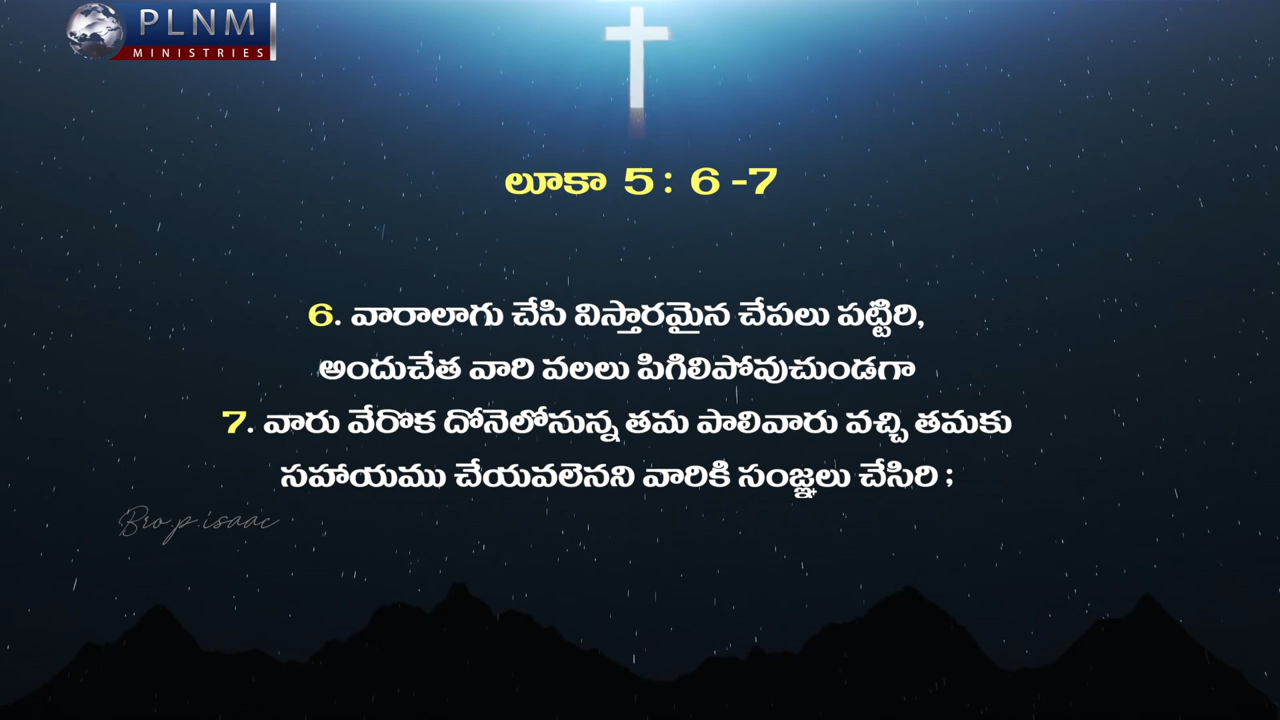 PLNM
MINISTRIES
లూకా 5 : 6 -7
6. వారాలాగు చేసి విస్తారమైన చేపలు పట్టిరి,
అందుచేత వారి వలలు పిగిలిపోవుచుండగా
7. వారు వేరొక దోనెలోనున్న తమ పాలివారు వచ్చి తమకు
సహాయము చేయవలెనని వారికి సంజ్ఞలు చేసిరి ;
Bro.p.isaac